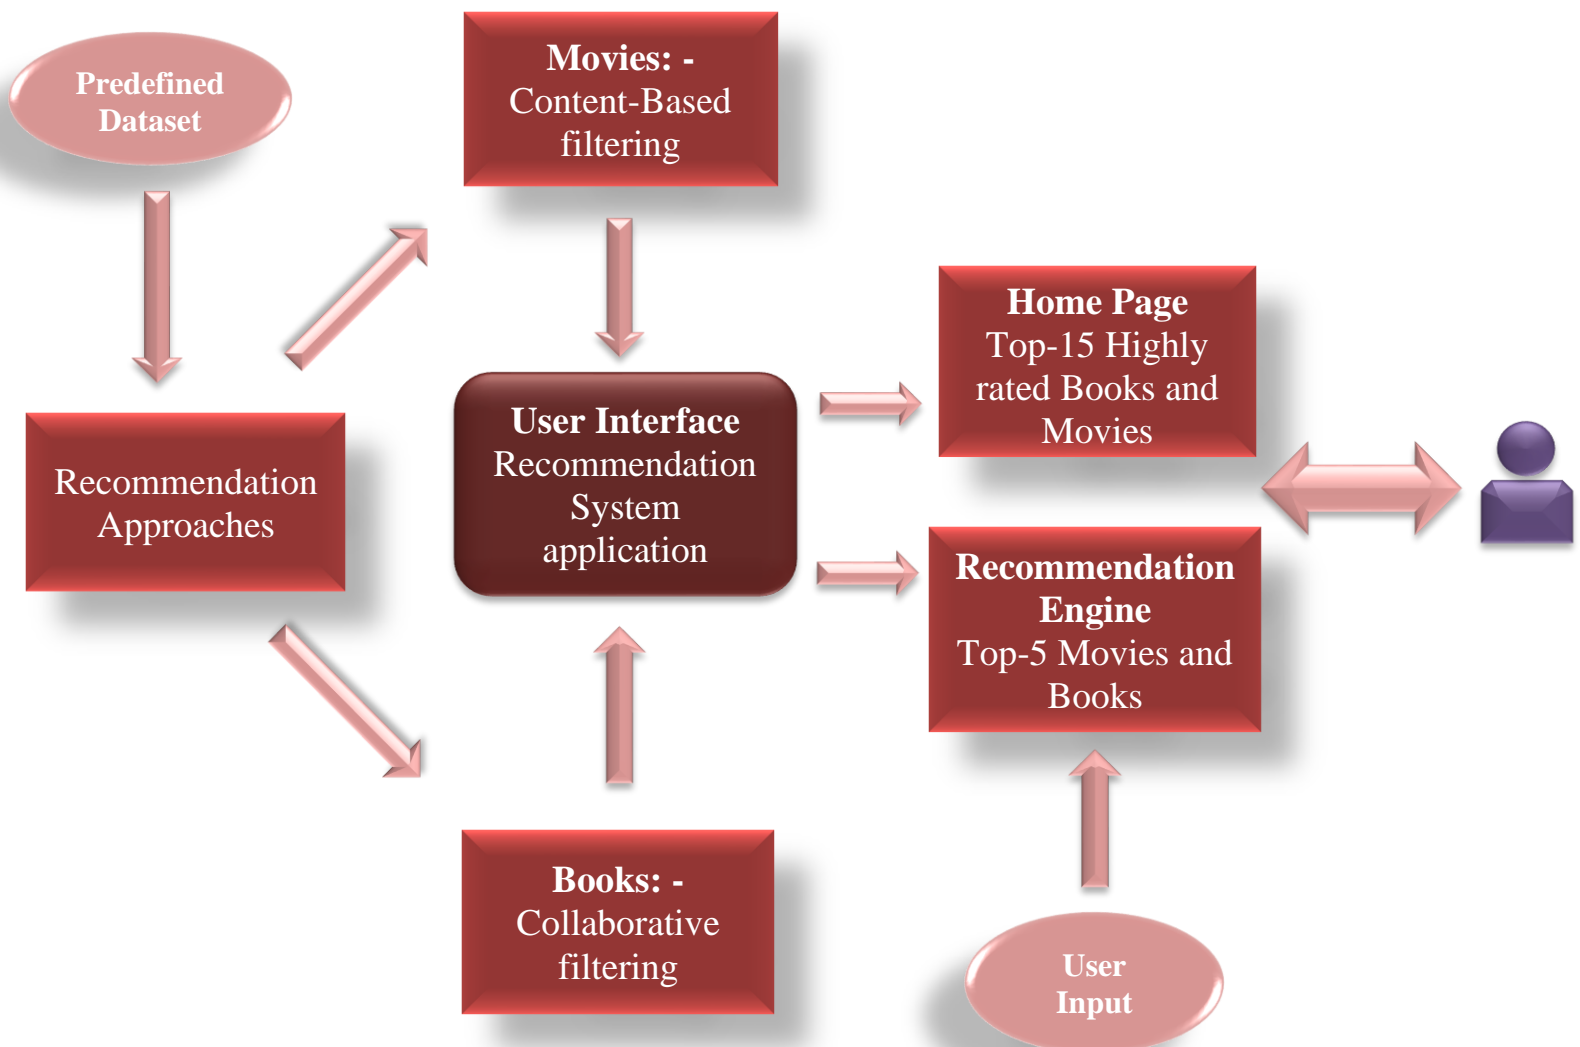 Predefined
Dataset
Movies: -
Content-Based
filtering
Home Page
Top-15 Highly
rated Books and
Movies
User Interface
Recommendation
System
application
Recommendation
Approaches
Recommendation
Engine
Top-5 Movies and
Books
Books: -
Collaborative
filtering
User
Input